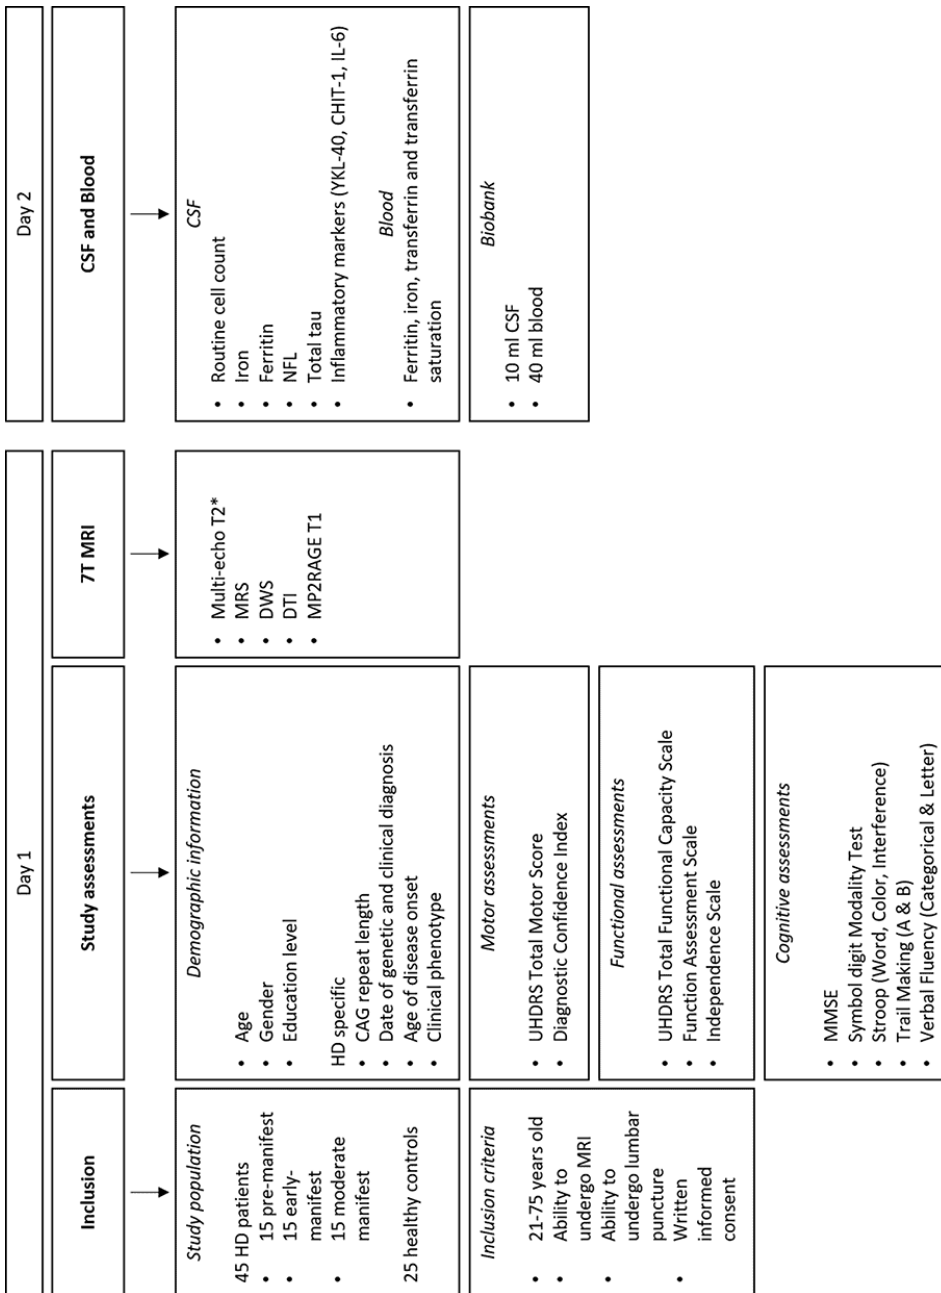 Day 1
Inclusion
Study population
45 HD patients
• 15 pre-manifest
• 15 early-
manifest
• 15 moderate
manifest
25 healthy controls
Inclusion criteria
• 21-75 years old
• Ability to
undergo MRI
• Ability to
undergo lumbar
puncture
• Written
informed
consent
Study assessments
Demographic information
• Age
• Gender
• Education level
HD specific
• CAG repeat length
• Date of genetic and clinical diagnosis
• Age of disease onset
• Clinical phenotype
Motor assessments
• UHDRS Total Motor Score
• Diagnostic Confidence Index
Functional assessments
• UHDRS Total Functional Capacity Scale
• Function Assessment Scale
• Independence Scale
Cognitive assessments
• MMSE
• Symbol digit Modality Test
• Stroop (Word, Color, Interference)
• Trail Making (A & B)
• Verbal Fluency (Categorical & Letter)
7T MRI
• Multi-echo T2*
• MRS
• DWS
• DTI
• MP2RAGE T1
Day 2
CSF and Blood
CSF
• Routine cell count
• Iron
• Ferritin
• NFL
• Total tau
• Inflammatory markers (YKL-40, CHIT-1, IL-6)
Blood
• Ferritin, iron, transferrin and transferrin
saturation
Biobank
• 10 ml CSF
• 40 ml blood